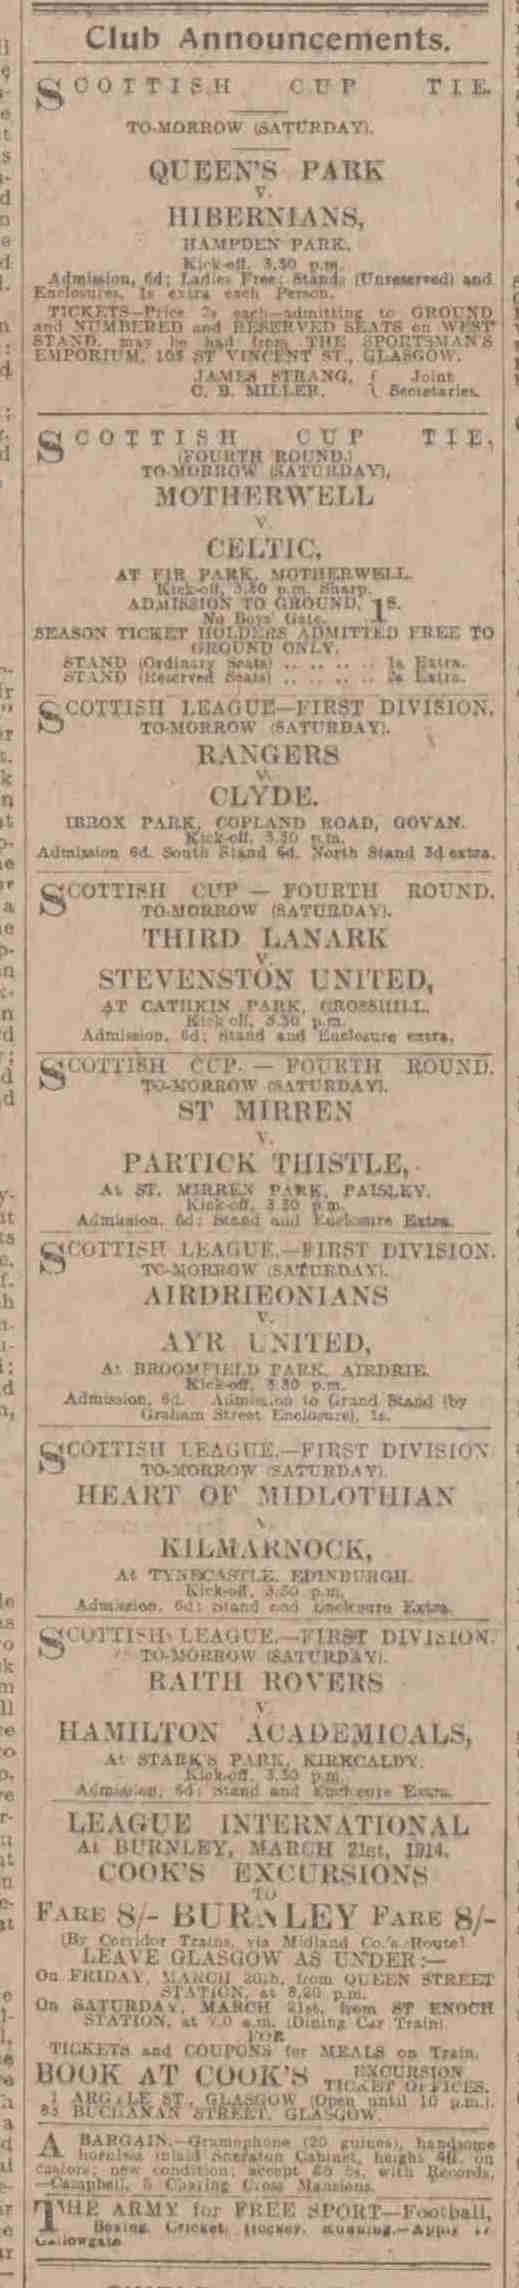 Club Announcements.
SCOTTISH CUP TIE.
TO-MORROW (SATURDAY).
QUEEN'S PARK
v.
HIBERNIANS,
HAMPDEN PARK.
Kick-off, 3.30 p.m.
Admission, 6d; Ladies Free; Stands (Unreserved) and
Enclosures, 1s extra each Person.
TICKETS—Price 2s each—admitting to GROUND
and NUMBERED and RESERVED SEATS on WEST
STAND, may be had from THE SPORTSMAN'S
EMPORIUM, 103 ST VINCENT ST., GLASGOW.
JAMES STRANG, { Joint
C. B. MILLER, { Secretaries.
SCOTTISH CUP TIE,
(FOURTH ROUND.)
TO-MORROW (SATURDAY),
MOTHERWELL
v.
CELTIC,
AT FIR PARK, MOTHERWELL.
Kick-off, 3.30 p.m. Sharp.
ADMISSION TO GROUND, 1s.
No Boys' Gate.
SEASON TICKET HOLDERS ADMITTED FREE TO
GROUND ONLY.
STAND (Ordinary Seats) .. .. .. .. 1s Extra.
STAND (Reserved Seats) .. .. .. .. 2s Extra.
SCOTTISH LEAGUE—FIRST DIVISION.
TO-MORROW (SATURDAY).
RANGERS
v.
CLYDE.
IBROX PARK, COPLAND ROAD, GOVAN.
Kick-off, 3.30 p.m.
Admission 6d. South Stand 6d. North Stand 3d extra.
SCOTTISH CUP — FOURTH ROUND.
TO-MORROW (SATURDAY).
THIRD LANARK
v.
STEVENSTON UNITED,
AT CATHKIN PARK, CROSSHILL.
Kick off, 3.30 p.m.
Admission, 6d; Stand and Enclosure extra.
SCOTTISH CUP. — FOURTH ROUND.
TO-MORROW (SATURDAY).
ST MIRREN
v.
PARTICK THISTLE,
At ST. MIRREN PARK, PAISLEY.
Kick-off, 3.30 p.m.
Admission, 6d; Stand and Enclosure Extra.
SCOTTISH LEAGUE.—FIRST DIVISION.
TO-MORROW (SATURDAY).
AIRDRIEONIANS
v.
AYR UNITED,
At BROOMFIELD PARK, AIRDRIE.
Kick-off, 3.30 p.m.
Admission, 6d. Admission to Grand Stand (by
Graham Street Enclosure), 1s.
SCOTTISH LEAGUE.—FIRST DIVISION
TO-MORROW (SATURDAY).
HEART OF MIDLOTHIAN
v.
KILMARNOCK,
At TYNECASTLE, EDINBURGH.
Kick-off, 3.30 p.m.
Admission, 6d; Stand and Enclosure Extra.
SCOTTISH LEAGUE.—FIRST DIVISION.
TO-MORROW (SATURDAY).
RAITH ROVERS
v.
HAMILTON ACADEMICALS,
At STARK'S PARK, KIRKCALDY.
Kick-off, 3.30 p.m.
Admission, 6d; Stand and Enclosure Extra.
LEAGUE INTERNATIONAL
At BURNLEY, MARCH 21st, 1914.
COOK'S EXCURSIONS
TO
FARE 8/- BURNLEY FARE 8/-
(By Corridor Trains, via Midland Co.'s Route)
LEAVE GLASGOW AS UNDER:—
On FRIDAY, MARCH 20th, from QUEEN STREET
STATION, at 8.20 p.m.
On SATURDAY, MARCH 21st, from ST ENOCH
STATION, at 7.0 a.m. (Dining Car Train).
FOR
TICKETS and COUPONS for MEALS on Train.
BOOK AT COOK'S EXCURSION
TICKET OFFICES,
1 ARGYLE ST., GLASGOW (Open until 10 p.m.).
83 BUCHANAN STREET, GLASGOW.
A BARGAIN.—Gramophone (20 guineas), handsome
hornless inlaid Sheraton Cabinet, height 4ft. on
castors; new condition; accept £6 6s, with Records,
—Campbell, 5 Charing Cross Mansions.
THE ARMY for FREE SPORT—Football,
Boxing, Cricket, Hockey, Running.—Apply
Gallowgate